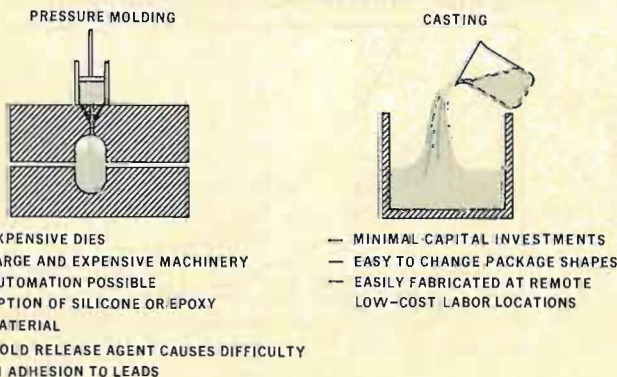 PRESSURE MOLDING
CASTING
XPENSIVE DIES
ARGE AND EXPENSIVE MACHINERY
UTOMATION POSSIBLE
PTION OF SILICONE OR EPOXY
ATERIAL
OLD RELEASE AGENT CAUSES DIFFICULTY
ADHESION TO LEADS
— MINIMAL CAPITAL INVESTMENTS
— EASY TO CHANGE PACKAGE SHAPES
— EASILY FABRICATED AT REMOTE
LOW-COST LABOR LOCATIONS